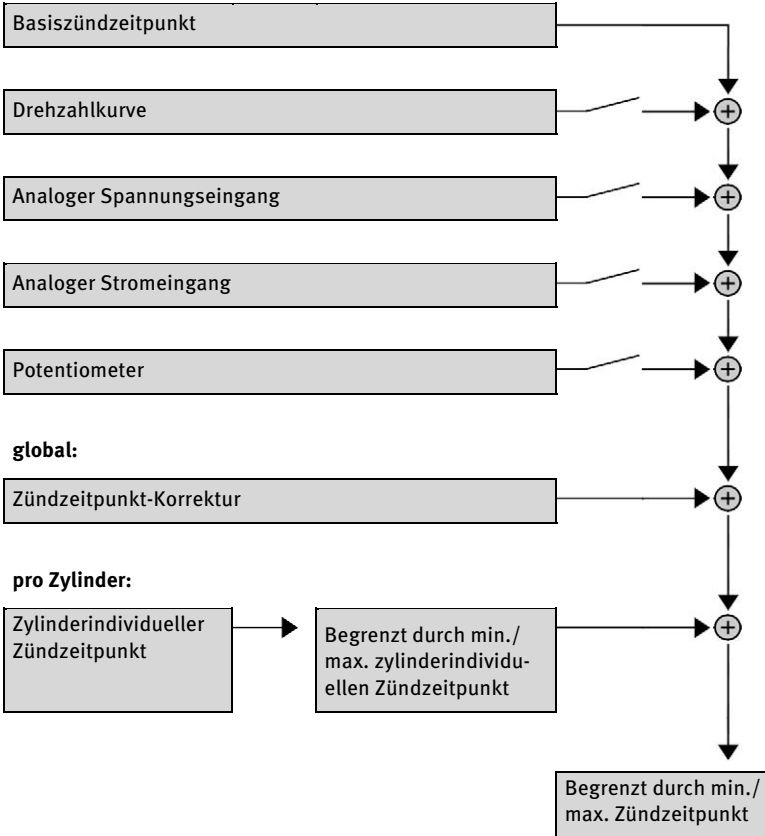 Basiszündzeitpunkt
Drehzahlkurve
Analoger Spannungseingang
Analoger Stromeingang
Potentiometer
global:
Zündzeitpunkt-Korrektur
pro Zylinder:
Zylinderindividueller
Zündzeitpunkt
Begrenzt durch min./
max. zylinderindividu-
ellen Zündzeitpunkt
Begrenzt durch min./
max. Zündzeitpunkt